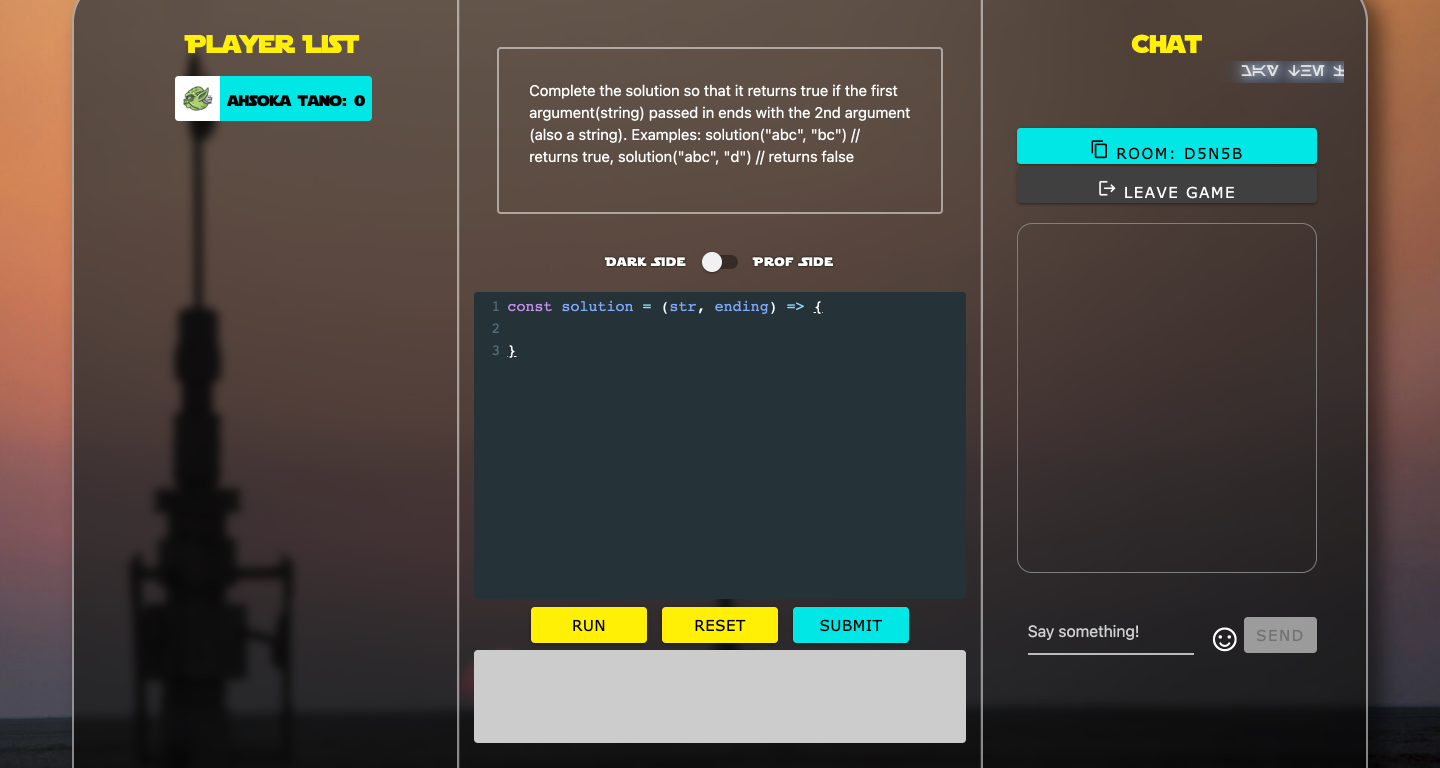 PLAYER LIST
AHSOKA TANO: 0
Complete the solution so that it returns true if the first
argument(string) passed in ends with the 2nd argument
(also a string). Examples: solution("abc", "bc") //
returns true, solution("abc", "d") // returns false
DARK SIDE PROF SIDE
1 const solution = (str, ending) => {
2
3 }
RUN RESET SUBMIT
CHAT
ROOM: D5N5B
LEAVE GAME
Say something!
SEND